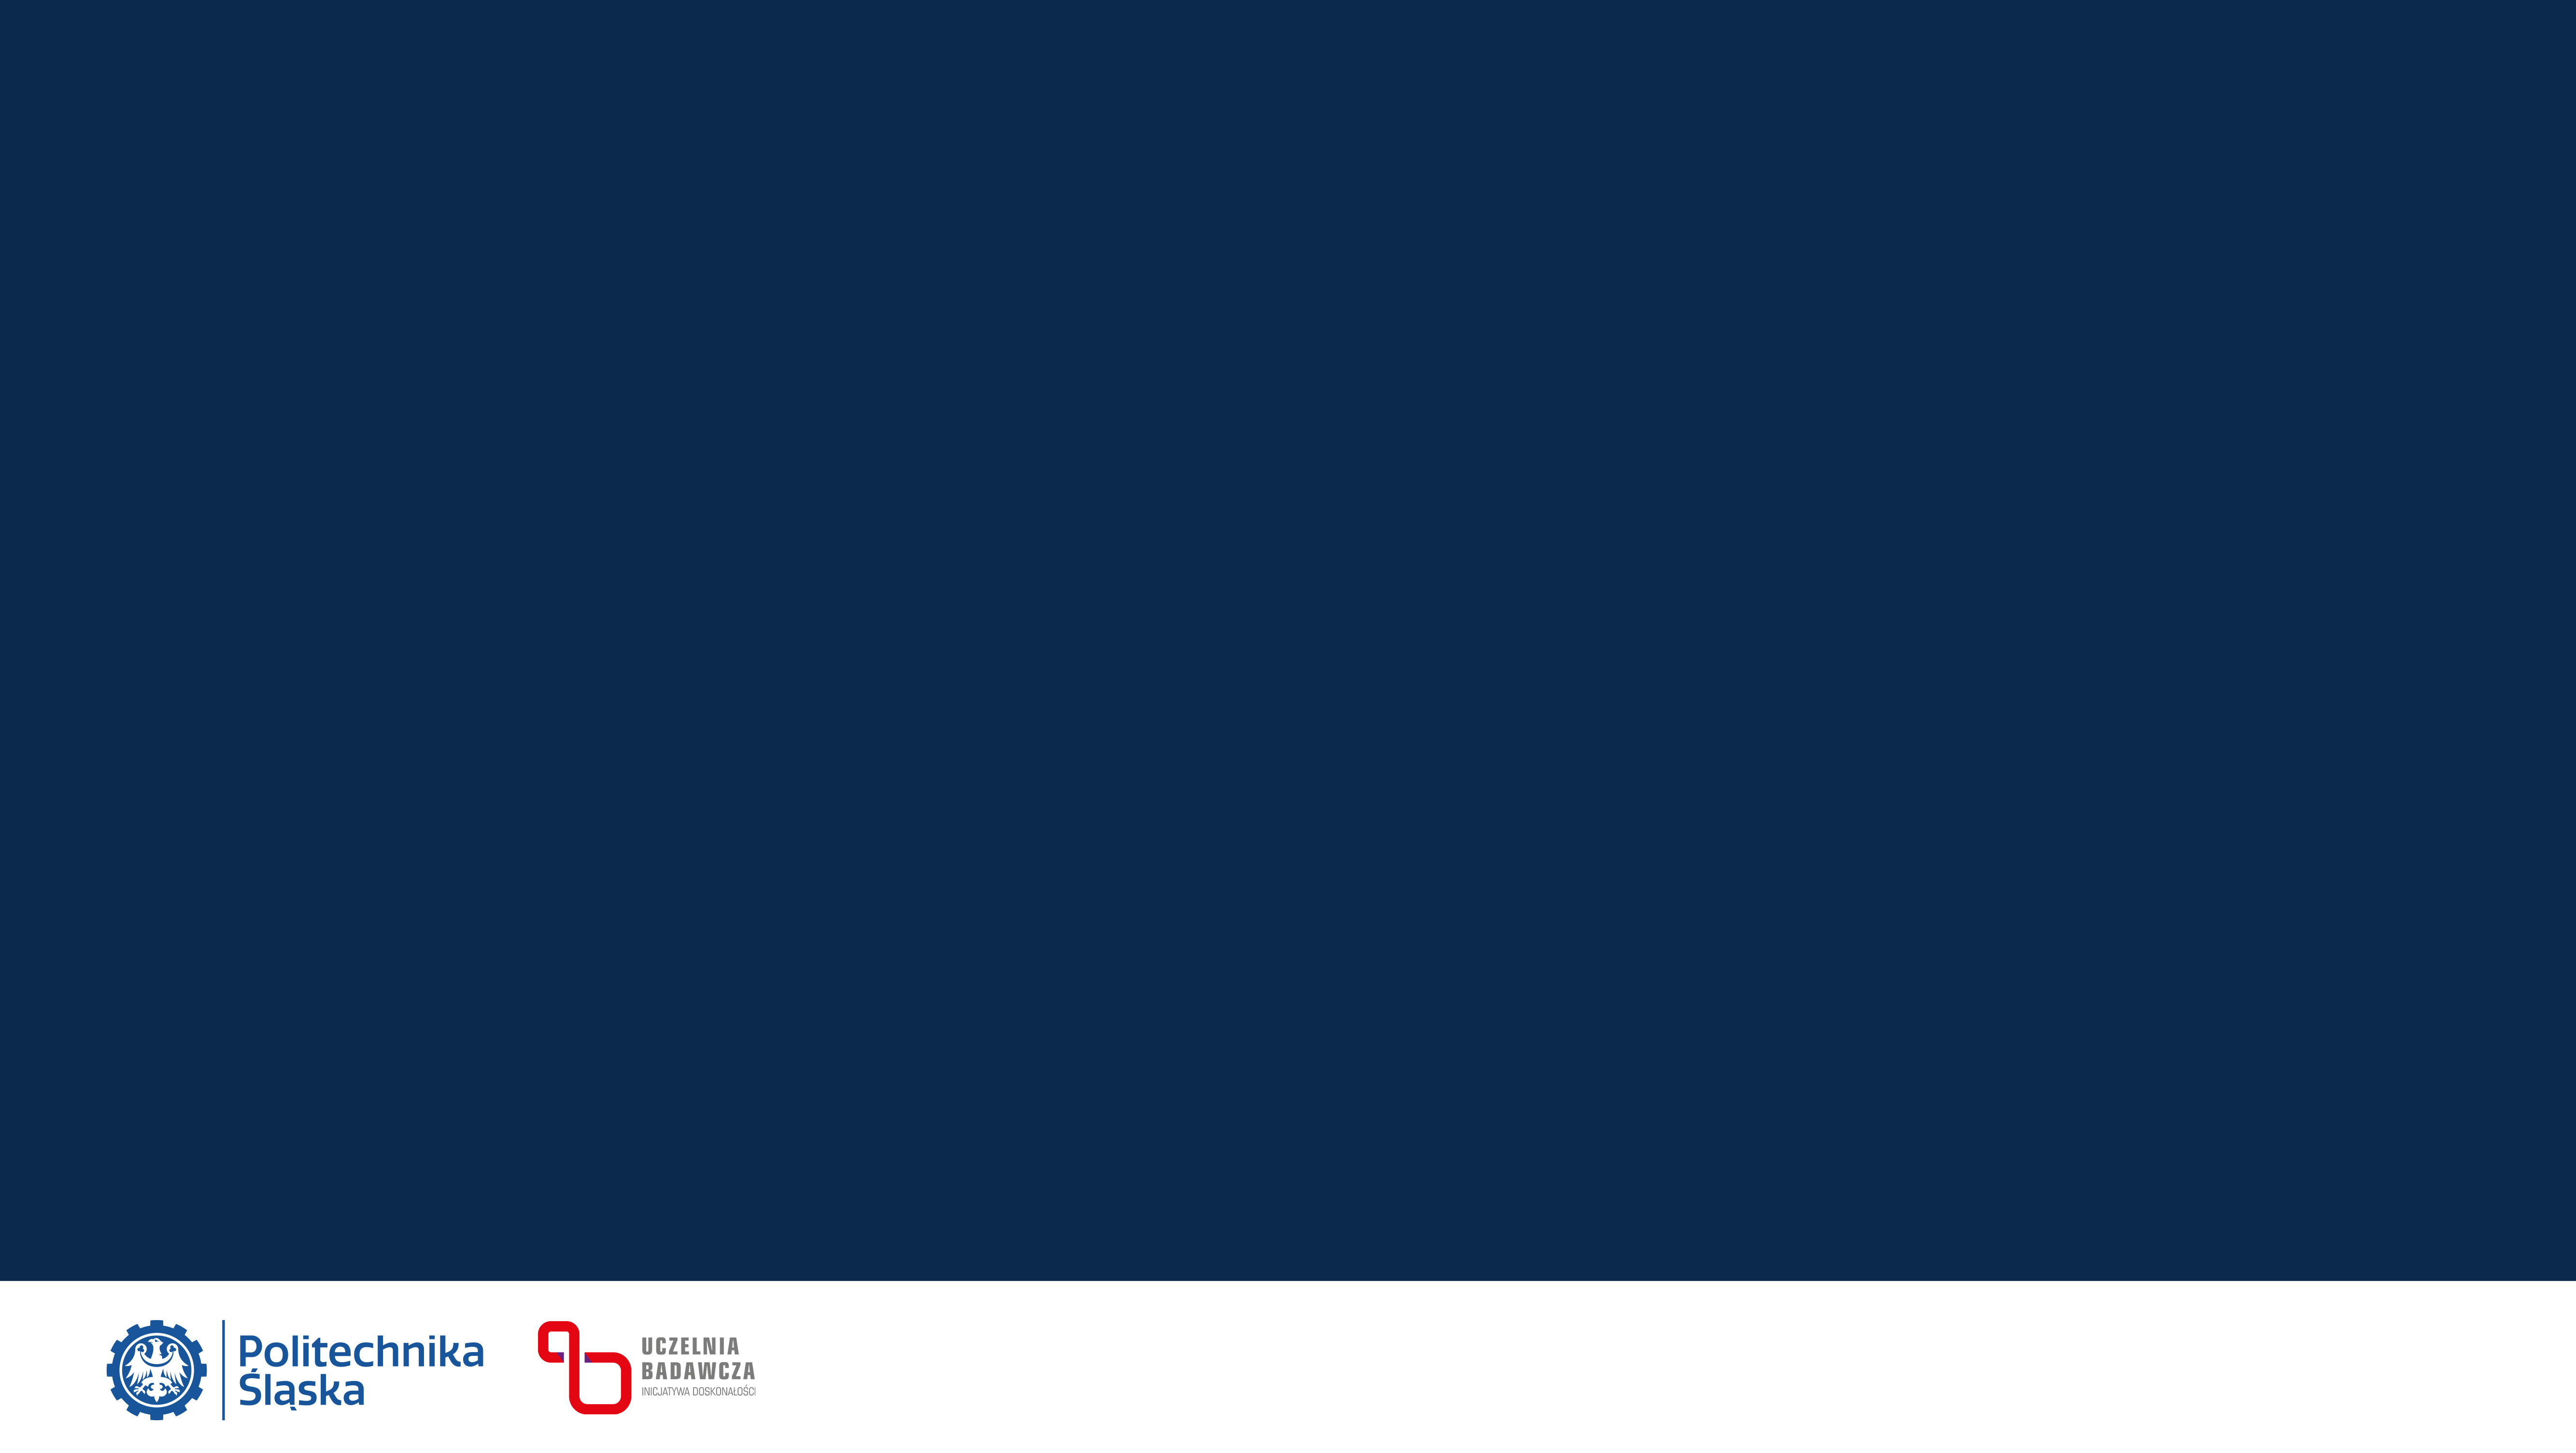 Politechnika
Śląska
UCZELNIA
BADAWCZA
INICJATYWA DOSKONAŁOŚCI